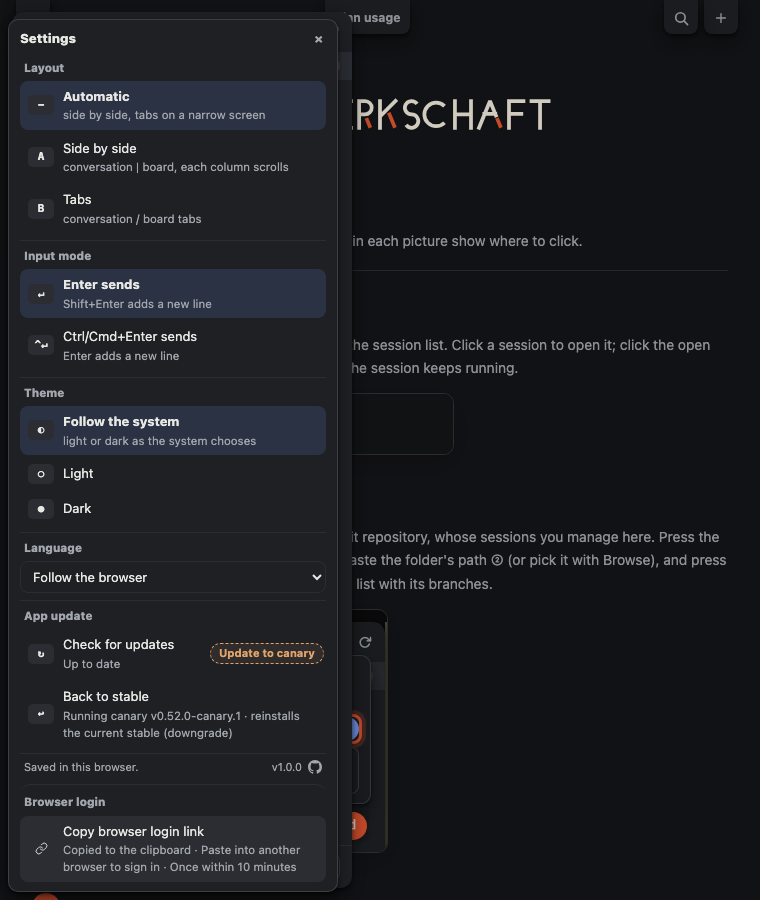 Settings ×
an usage
Layout
Automatic
side by side, tabs on a narrow screen
A Side by side
conversation | board, each column scrolls
B Tabs
conversation / board tabs
Input mode
Enter sends
Shift+Enter adds a new line
Ctrl/Cmd+Enter sends
Enter adds a new line
Theme
Follow the system
light or dark as the system chooses
Light
Dark
Language
Follow the browser
App update
Check for updates
Up to date
Update to canary
Back to stable
Running canary v0.52.0-canary.1 · reinstalls
the current stable (downgrade)
Saved in this browser. v1.0.0
Browser login
Copy browser login link
Copied to the clipboard · Paste into another
browser to sign in · Once within 10 minutes
ERKSCHAFT
in each picture show where to click.
he session list. Click a session to open it; click the open
he session keeps running.
it repository, whose sessions you manage here. Press the
aste the folder's path ② (or pick it with Browse), and press
list with its branches.
d